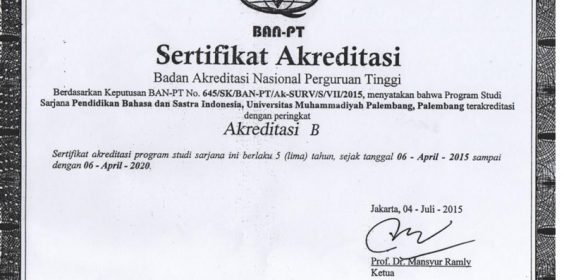 BAN-PT
Sertifikat Akreditasi
Badan Akreditasi Nasional Perguruan Tinggi
Berdasarkan Keputusan BAN-PT No. 645/SK/BAN-PT/Ak-SURV/S/VII/2015, menyatakan bahwa Program Studi
Sarjana Pendidikan Bahasa dan Sastra Indonesia, Universitas Muhammadiyah Palembang, Palembang terakreditasi
dengan peringkat
Akreditasi B
Sertifikat akreditasi program studi sarjana ini berlaku 5 (lima) tahun, sejak tanggal 06 - April - 2015 sampai
dengan 06 - April - 2020.
Jakarta, 04 - Juli - 2015
Prof. Dr. Mansyur Ramly
Ketua